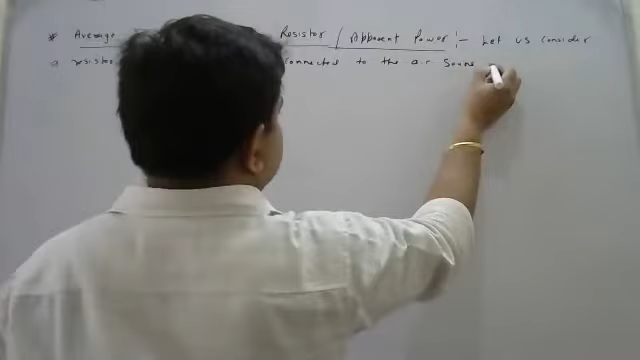 * Average Resistor / Apparent Power :- Let us consider
a resistor connected to the a.c. Source